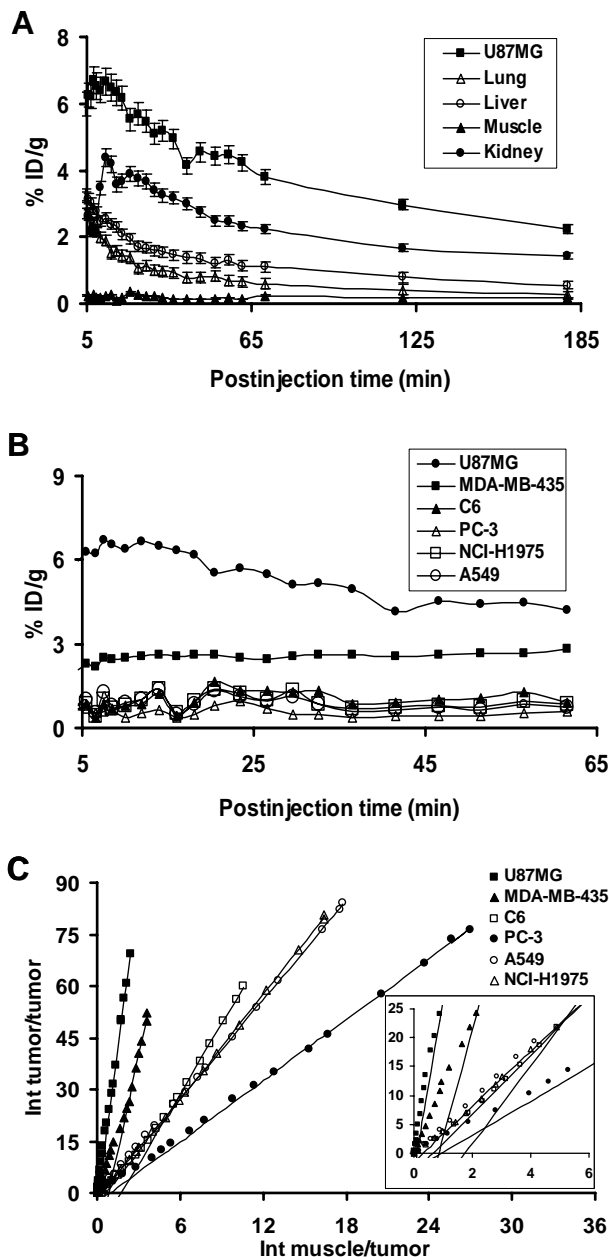 A
8
6
4
2
0
% ID/g
U87MG
Lung
Liver
Muscle
Kidney
5
65
125
185
Postinjection time (min)
B
9
6
3
0
% ID/g
U87MG
MDA-MB-435
C6
PC-3
NCI-H1975
A549
5
25
45
65
Postinjection time (min)
C
90
75
60
45
30
15
0
Int tumor/tumor
U87MG
MDA-MB-435
C6
PC-3
A549
NCI-H1975
25
20
15
10
5
0
0
2
4
6
0
6
12
18
24
30
36
Int muscle/tumor